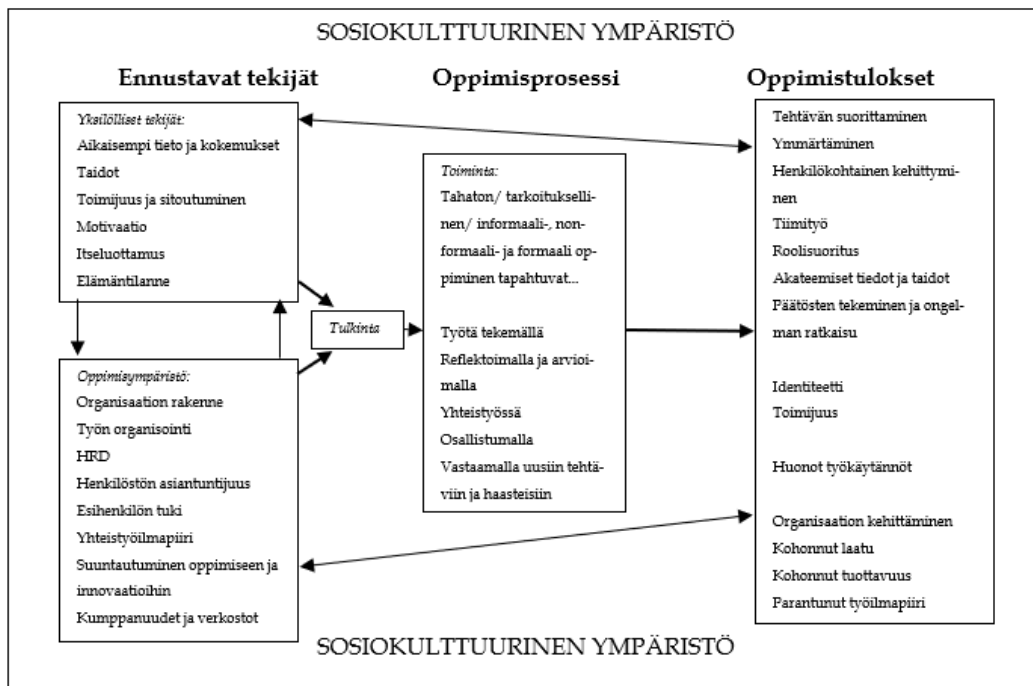 SOSIOKULTTUURINEN YMPÄRISTÖ
Ennustavat tekijät
Yksilölliset tekijät:
Aikaisempi tieto ja kokemukset
Taidot
Toimijuus ja sitoutuminen
Motivaatio
Itseluottamus
Elämäntilanne
Oppimisympäristö:
Organisaation rakenne
Työn organisointi
HRD
Henkilöstön asiantuntijuus
Esihenkilön tuki
Yhteistyöilmapiiri
Suuntautuminen oppimiseen ja
innovaatioihin
Kumppanuudet ja verkostot
Tulkinta
Oppimisprosessi
Toiminta:
Tahaton/ tarkoitukselli-
nen/ informaali-, non-
formaali- ja formaali op-
piminen tapahtuvat...
Työtä tekemällä
Reflektoimalla ja arvioi-
malla
Yhteistyössä
Osallistumalla
Vastaamalla uusiin tehtä-
viin ja haasteisiin
Oppimistulokset
Tehtävän suorittaminen
Ymmärtäminen
Henkilökohtainen kehittymi-
nen
Tiimityö
Roolisuoritus
Akateemiset tiedot ja taidot
Päätösten tekeminen ja ongel-
man ratkaisu
Identiteetti
Toimijuus
Huonot työkäytännöt
Organisaation kehittäminen
Kohonnut laatu
Kohonnut tuottavuus
Parantunut työilmapiiri
SOSIOKULTTUURINEN YMPÄRISTÖ